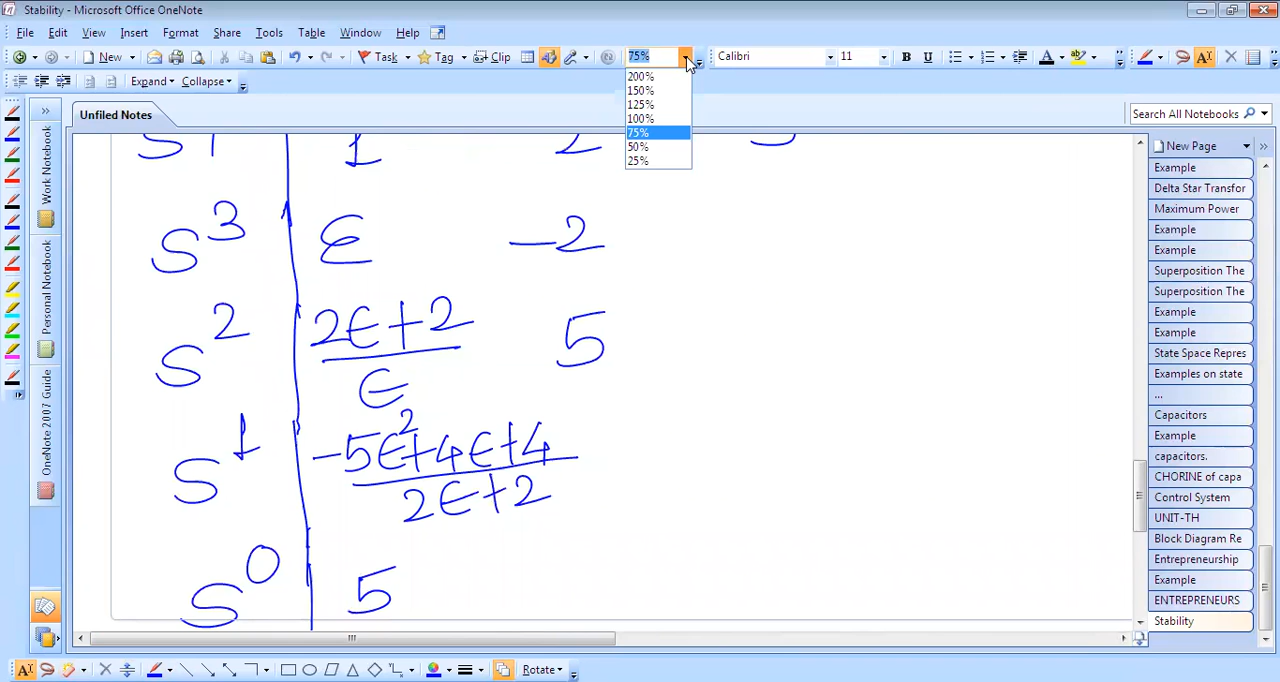 Stability - Microsoft Office OneNote
File Edit View Insert Format Share Tools Table Window Help
New Task Tag Clip 75% Calibri 11 B U
Expand Collapse
200%
150%
125%
100%
75%
50%
25%
Unfiled Notes
Search All Notebooks
Work Notebook
Personal Notebook
OneNote 2007 Guide
1 2
S^3 ε -2
S^2 2ε+2 / ε 5
S^1 -5ε^2+4ε+4 / 2ε+2
S^0 5
New Page
Example
Delta Star Transfor
Maximum Power
Example
Example
Superposition The
Superposition The
Example
Example
State Space Repres
Examples on state
...
Capacitors
Example
capacitors.
CHORINE of capa
Control System
UNIT-TH
Block Diagram Re
Entrepreneurship
Example
ENTREPRENEURS
Stability
Rotate